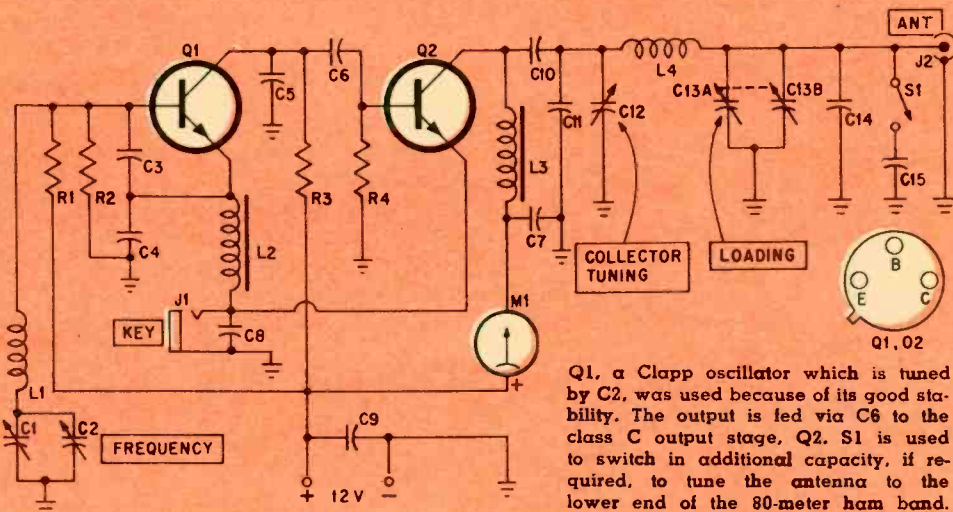 ANT
J2
Q1
Q2
C5
C6
C10
L4
C13A
C13B
S1
C3
C11
C12
C14
R1
R2
R3
R4
L3
C15
C4
L2
C7
COLLECTOR
TUNING
LOADING
B
E
C
Q1,Q2
J1
KEY
C8
M1
+
L1
C1
C2
FREQUENCY
C9
+ 12 V −
Q1, a Clapp oscillator which is tuned
by C2, was used because of its good sta-
bility. The output is fed via C6 to the
class C output stage, Q2. S1 is used
to switch in additional capacity, if re-
quired, to tune the antenna to the
lower end of the 80-meter ham band.